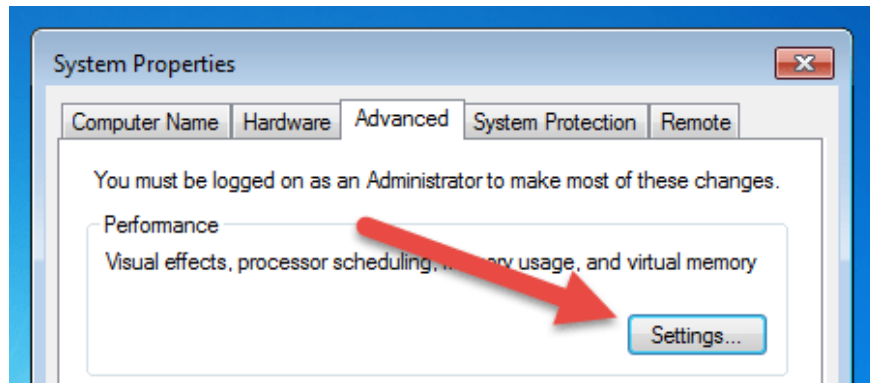 System Properties
Computer Name Hardware Advanced System Protection Remote
You must be logged on as an Administrator to make most of these changes.
Performance
Visual effects, processor scheduling, usage, and virtual memory
Settings...